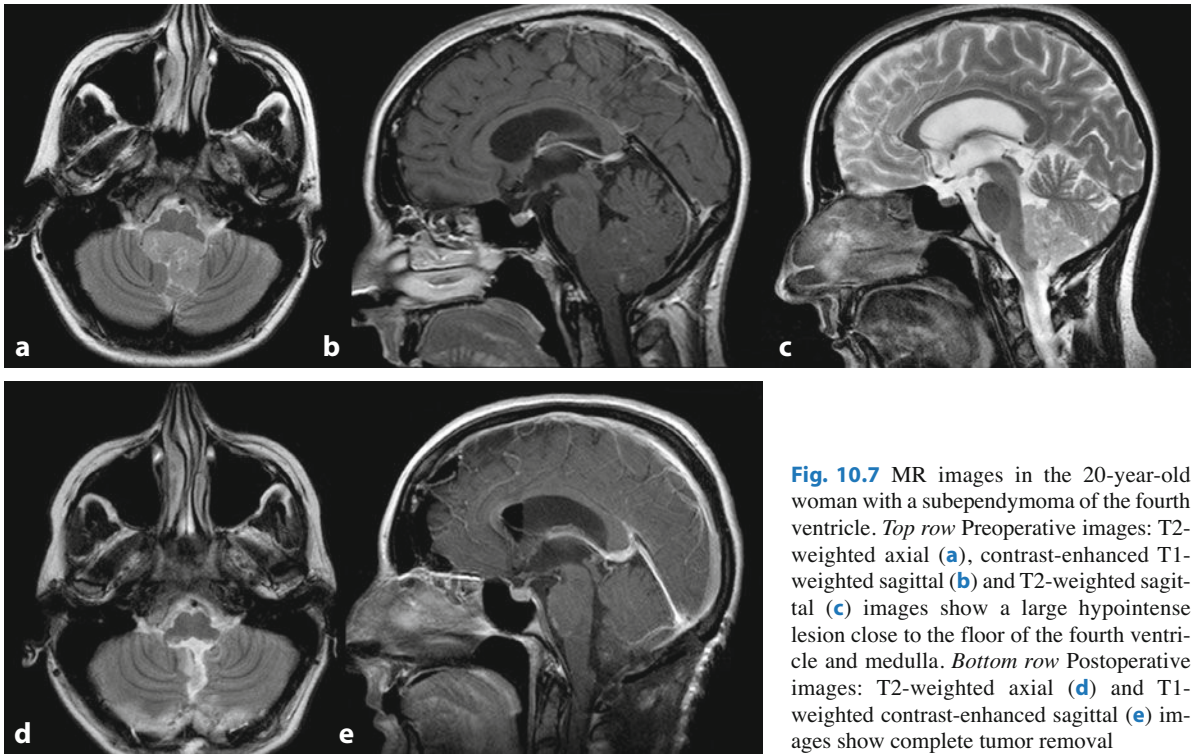 a
b
c
d
e
Fig. 10.7 MR images in the 20-year-old
woman with a subependymoma of the fourth
ventricle. Top row Preoperative images: T2-
weighted axial (a), contrast-enhanced T1-
weighted sagittal (b) and T2-weighted sagit-
tal (c) images show a large hypointense
lesion close to the floor of the fourth ventri-
cle and medulla. Bottom row Postoperative
images: T2-weighted axial (d) and T1-
weighted contrast-enhanced sagittal (e) im-
ages show complete tumor removal